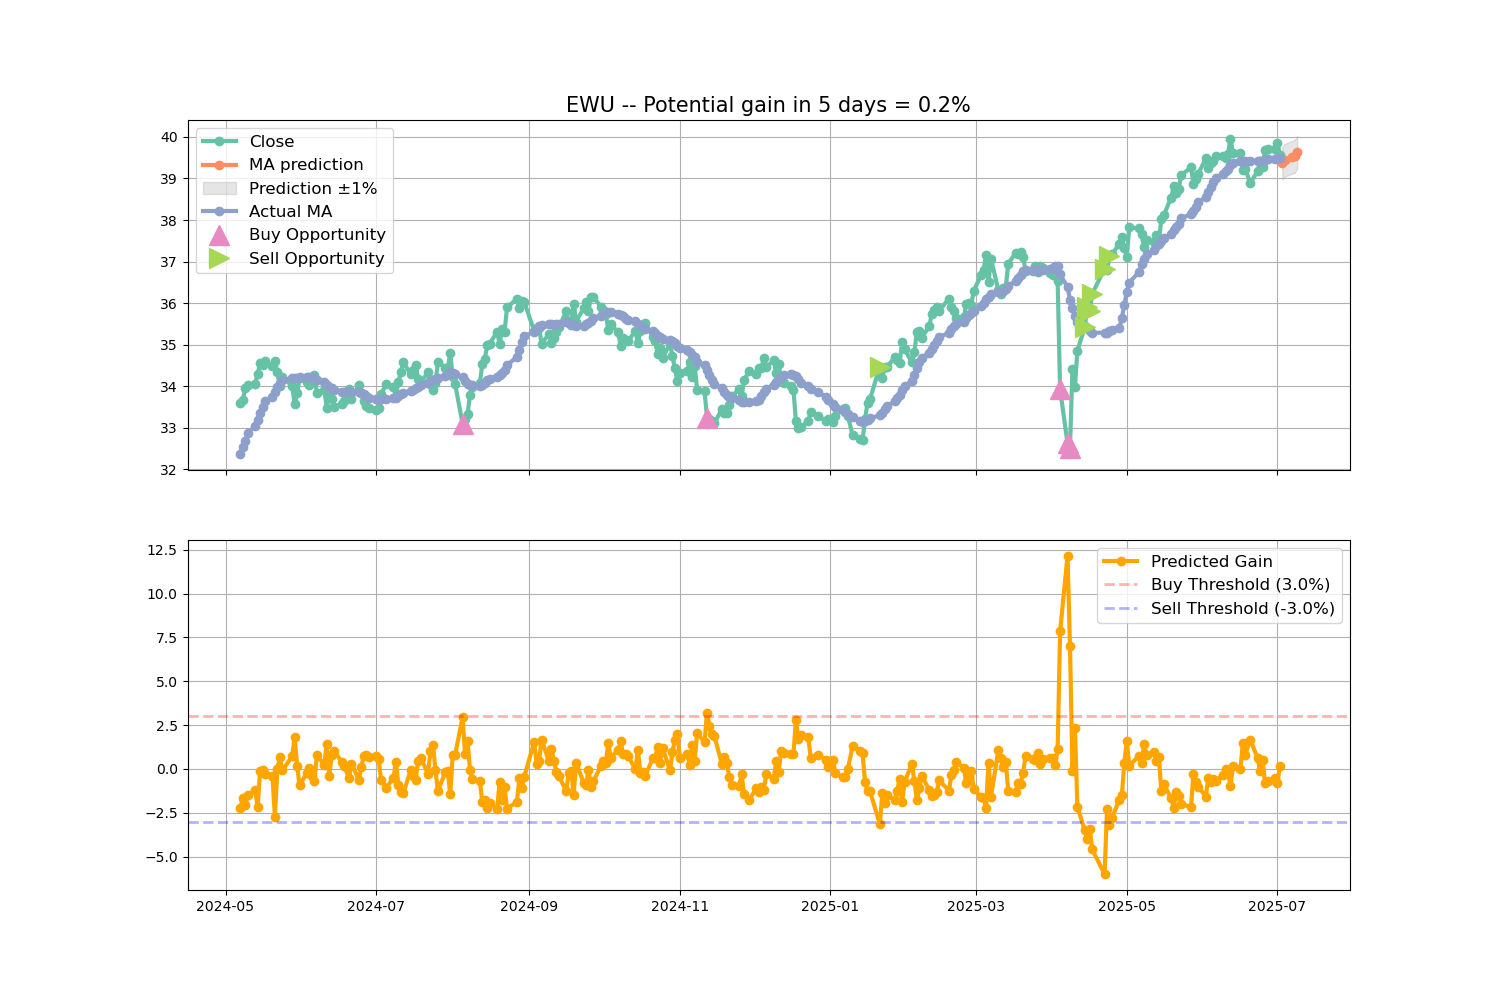 EWU -- Potential gain in 5 days = 0.2%
40
39
38
37
36
35
34
33
32
Close
MA prediction
Prediction ±1%
Actual MA
Buy Opportunity
Sell Opportunity
12.5
10.0
7.5
5.0
2.5
0.0
−2.5
−5.0
Predicted Gain
Buy Threshold (3.0%)
Sell Threshold (-3.0%)
2024-05 2024-07 2024-09 2024-11 2025-01 2025-03 2025-05 2025-07